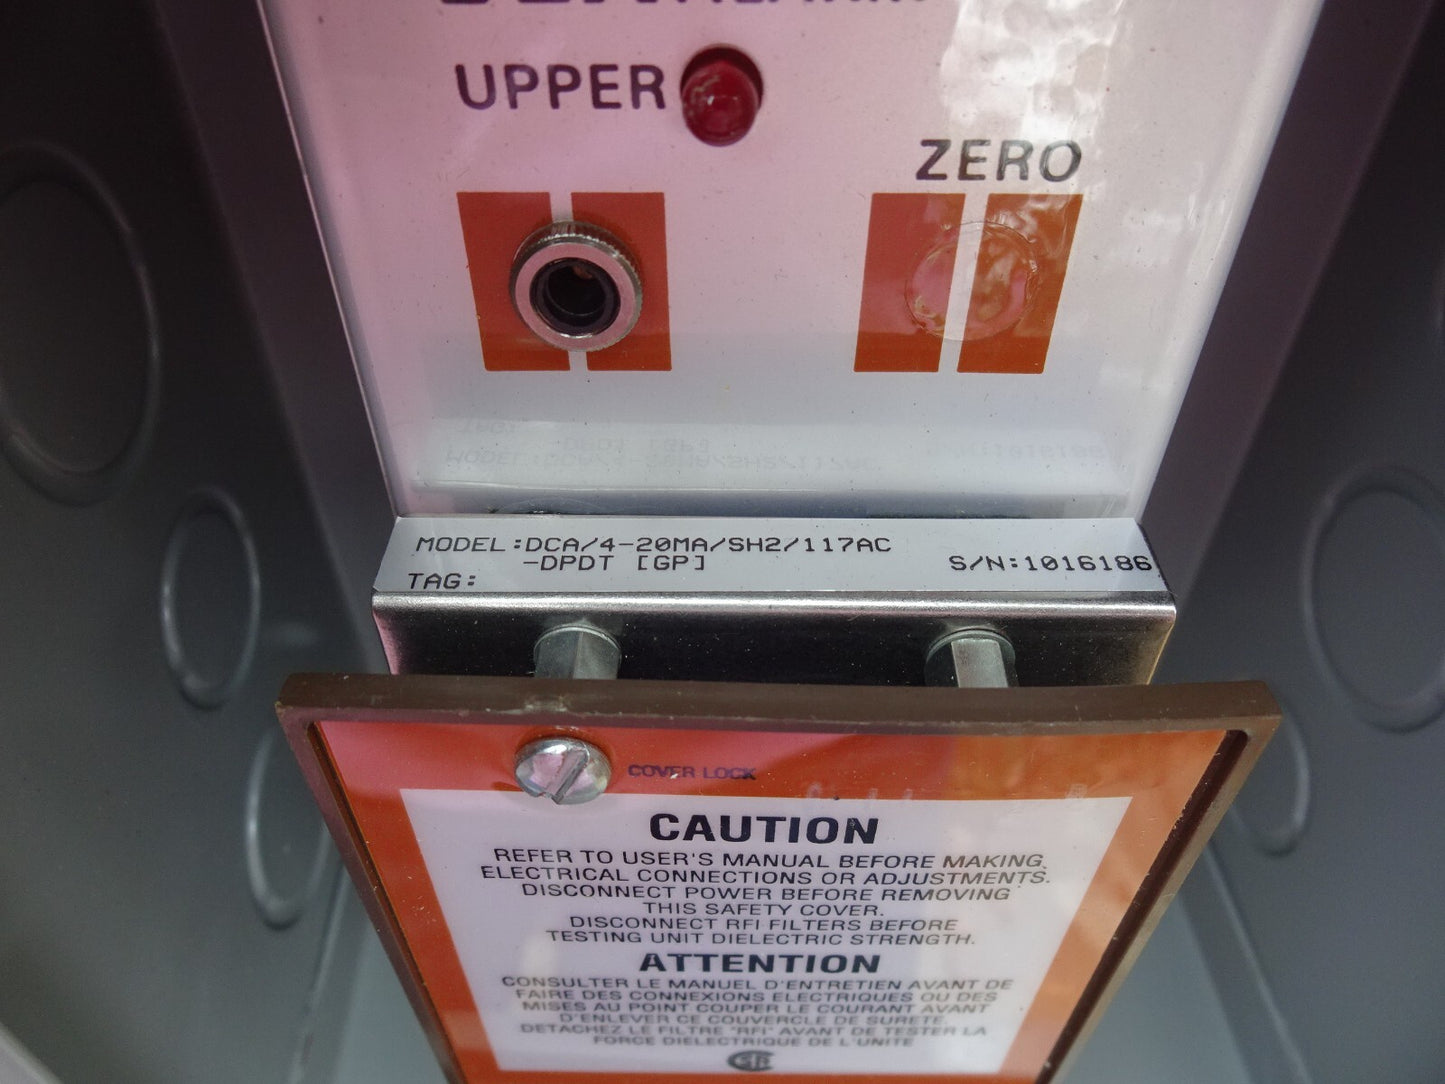 UPPER
ZERO
MODEL:DCA/4-20MA/SH2/117AC
-DPDT [GP]
S/N:1016186
TAG:
COVER LOCK
CAUTION
REFER TO USER'S MANUAL BEFORE MAKING
ELECTRICAL CONNECTIONS OR ADJUSTMENTS.
DISCONNECT POWER BEFORE REMOVING
THIS SAFETY COVER.
DISCONNECT RFI FILTERS BEFORE
TESTING UNIT DIELECTRIC STRENGTH.
ATTENTION
CONSULTER LE MANUEL D'ENTRETIEN AVANT DE
FAIRE DES CONNEXIONS ELECTRIQUES OU DES
MISES AU POINT COUPER LE COURANT AVANT
D'ENLEVER CE COUVERCLE DE SURETE.
DETACHEZ LE FILTRE "RFI" AVANT DE TESTER LA
FORCE DIELECTRIQUE DE L'UNITE